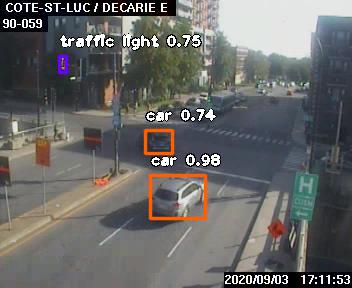 COTE-ST-LUC / DECARIE E
90-059
traffic light 0.75
car 0.74
car 0.98
H
CUSM
2020/09/03 17:11:53